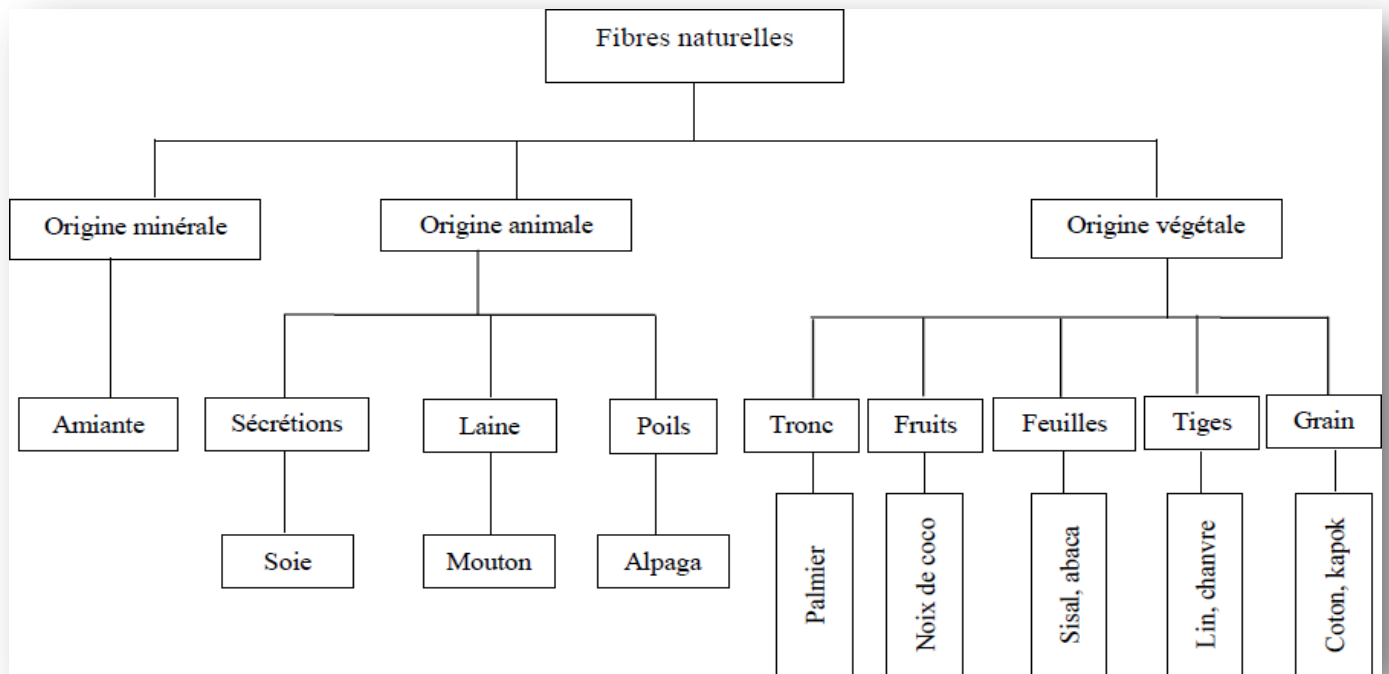 Fibres naturelles
Origine minérale
Origine animale
Origine végétale
Amiante
Sécrétions
Laine
Poils
Tronc
Fruits
Feuilles
Tiges
Grain
Soie
Mouton
Alpaga
Palmier
Noix de coco
Sisal, abaca
Lin, chanvre
Coton, kapok